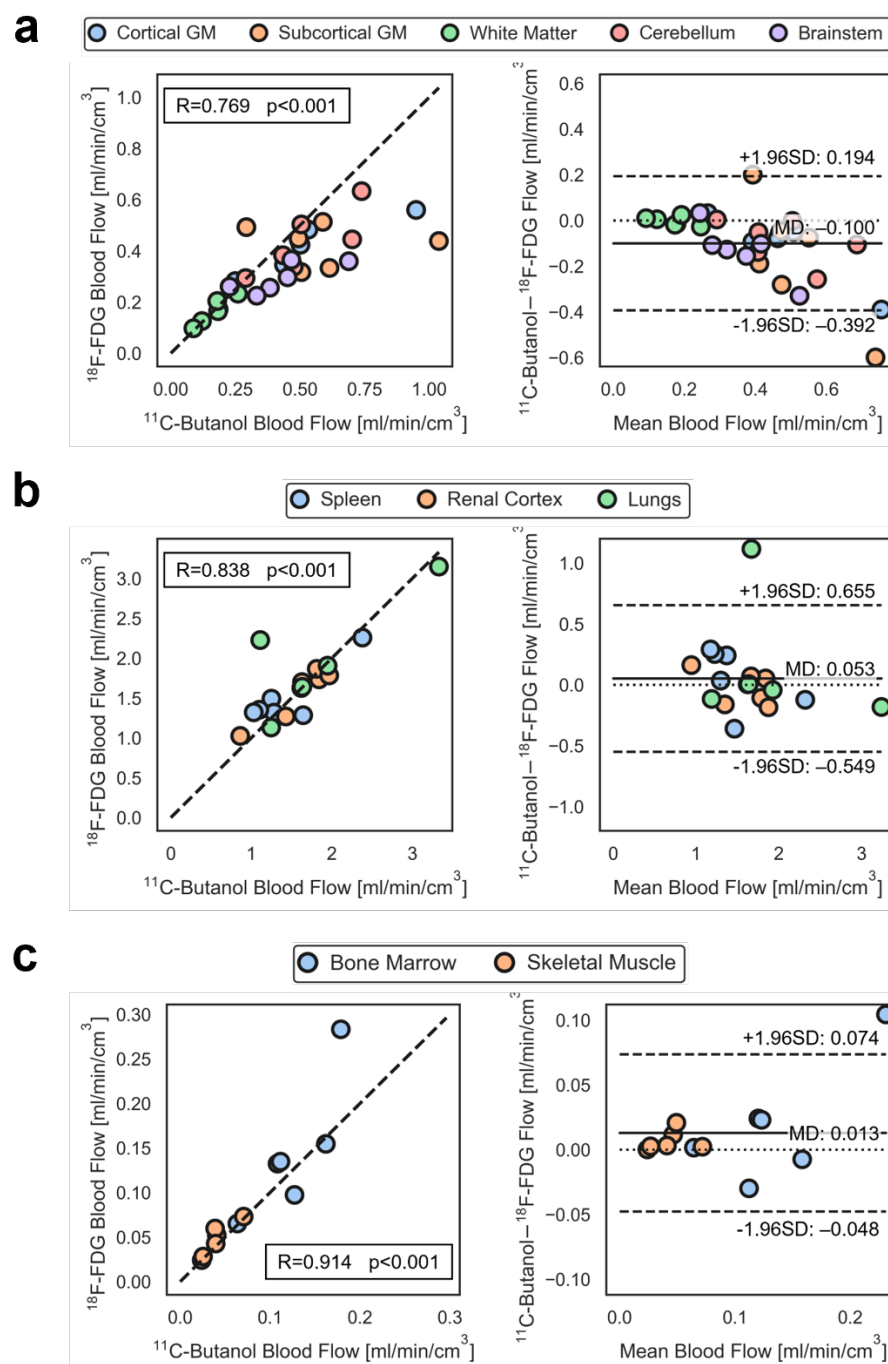 a
Cortical GM Subcortical GM White Matter Cerebellum Brainstem
¹⁸F-FDG Blood Flow [ml/min/cm³]
1.0
0.8
0.6
0.4
0.2
0.0
R=0.769 p<0.001
0.00 0.25 0.50 0.75 1.00
¹¹C-Butanol Blood Flow [ml/min/cm³]
¹¹C-Butanol−¹⁸F-FDG Flow [ml/min/cm³
0.6
0.4
0.2
0.0
−0.2
−0.4
−0.6
+1.96SD: 0.194
MD: −0.100
-1.96SD: −0.392
0.0 0.2 0.4 0.6
Mean Blood Flow [ml/min/cm³]
b
Spleen Renal Cortex Lungs
¹⁸F-FDG Blood Flow [ml/min/cm³]
3.0
2.5
2.0
1.5
1.0
0.5
0.0
R=0.838 p<0.001
0 1 2 3
¹¹C-Butanol Blood Flow [ml/min/cm³]
¹¹C-Butanol−¹⁸F-FDG Flow [ml/min/cm³
1.0
0.5
0.0
−0.5
−1.0
+1.96SD: 0.655
MD: 0.053
-1.96SD: −0.549
0 1 2 3
Mean Blood Flow [ml/min/cm³]
c
Bone Marrow Skeletal Muscle
¹⁸F-FDG Blood Flow [ml/min/cm³]
0.30
0.25
0.20
0.15
0.10
0.05
0.00
R=0.914 p<0.001
0.0 0.1 0.2 0.3
¹¹C-Butanol Blood Flow [ml/min/cm³]
¹¹C-Butanol−¹⁸F-FDG Flow [ml/min/cm³
0.10
0.05
0.00
−0.05
−0.10
+1.96SD: 0.074
MD: 0.013
-1.96SD: −0.048
0.0 0.1 0.2
Mean Blood Flow [ml/min/cm³]